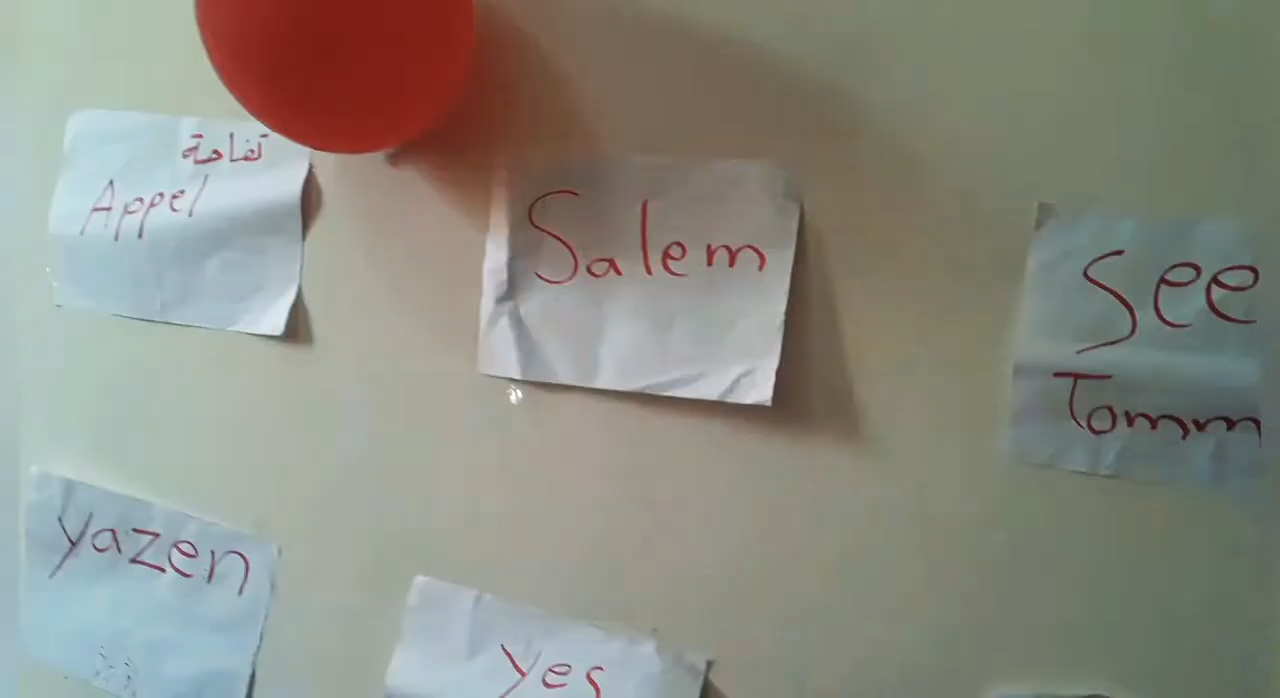 تفاحة
Appel
Salem
See
Tomm
yazen
yes